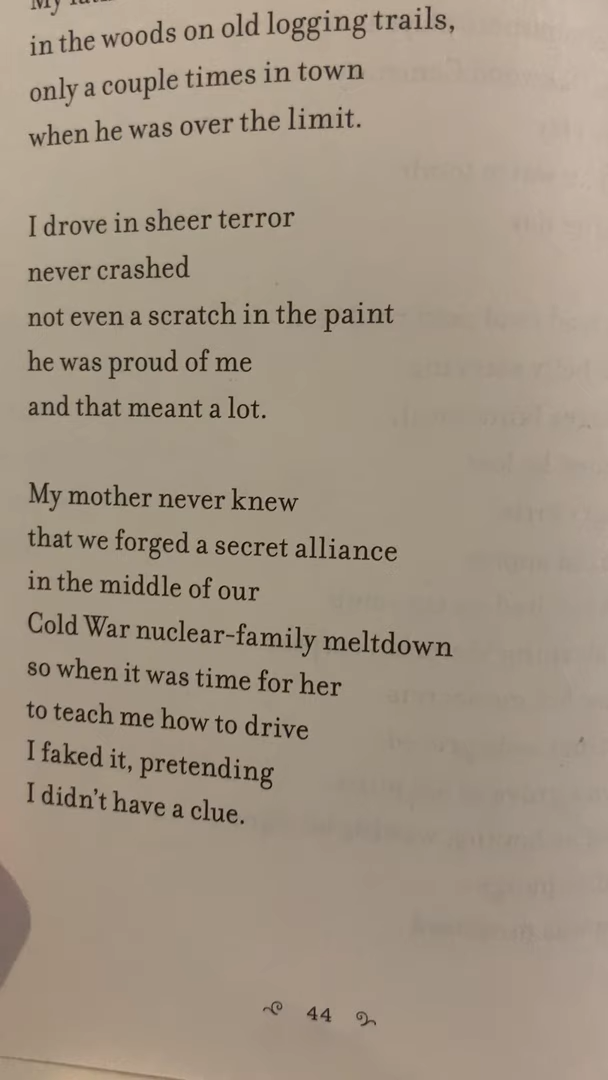 My
in the woods on old logging trails,
only a couple times in town
when he was over the limit.
I drove in sheer terror
never crashed
not even a scratch in the paint
he was proud of me
and that meant a lot.
My mother never knew
that we forged a secret alliance
in the middle of our
Cold War nuclear-family meltdown
so when it was time for her
to teach me how to drive
I faked it, pretending
I didn't have a clue.
44